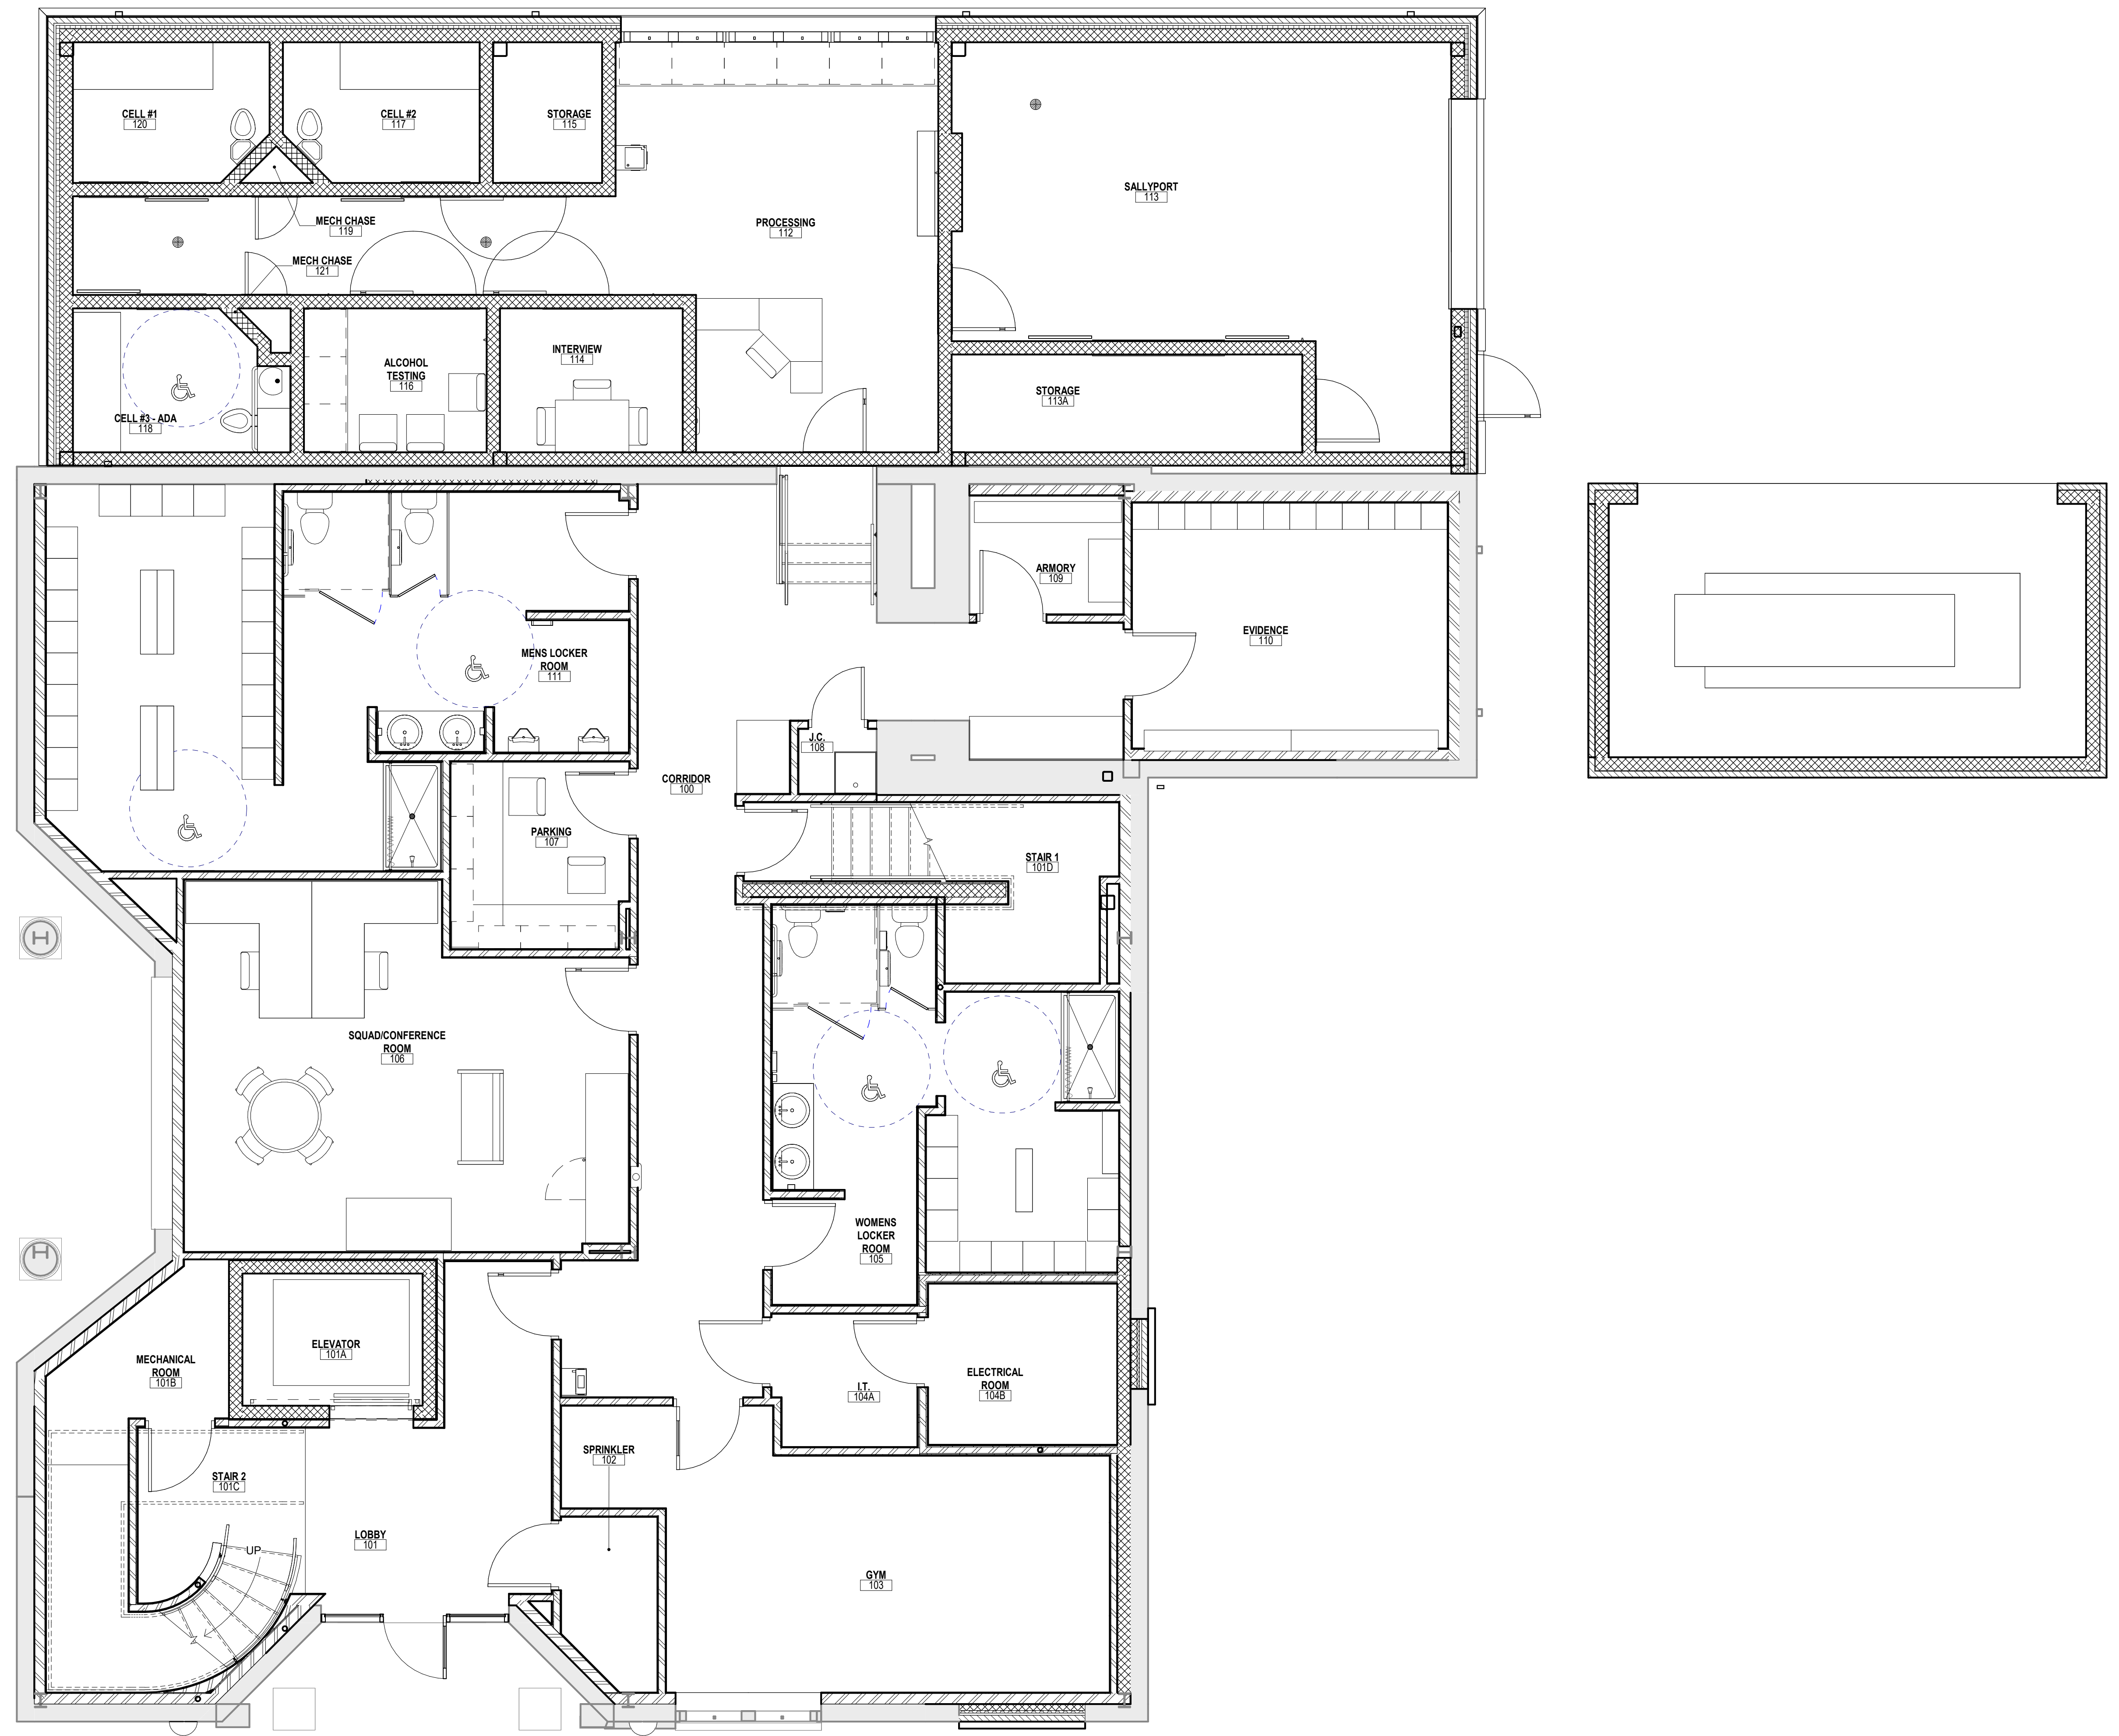 CELL #1
120
CELL #2
117
STORAGE
115
MECH CHASE
119
MECH CHASE
121
PROCESSING
112
SALLYPORT
113
CELL #3 - ADA
118
ALCOHOL
TESTING
116
INTERVIEW
114
STORAGE
113A
ARMORY
109
EVIDENCE
110
MENS LOCKER
ROOM
111
J.C.
108
CORRIDOR
100
PARKING
107
STAIR 1
101D
SQUAD/CONFERENCE
ROOM
106
WOMENS
LOCKER
ROOM
105
ELEVATOR
101A
MECHANICAL
ROOM
101B
I.T.
104A
ELECTRICAL
ROOM
104B
SPRINKLER
102
STAIR 2
101C
LOBBY
101
UP
GYM
103